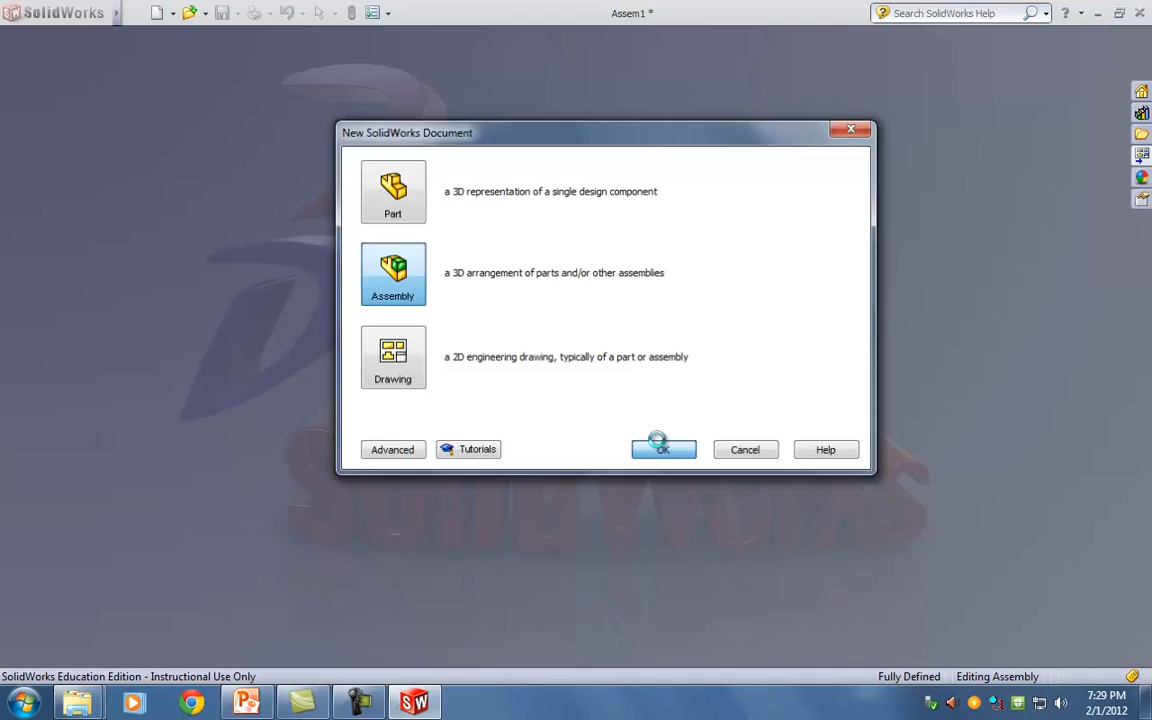 SolidWorks
Assem1 *
Search SolidWorks Help
New SolidWorks Document
Part
a 3D representation of a single design component
Assembly
a 3D arrangement of parts and/or other assemblies
Drawing
a 2D engineering drawing, typically of a part or assembly
Advanced
Tutorials
OK
Cancel
Help
SolidWorks
SolidWorks Education Edition - Instructional Use Only
Fully Defined
Editing Assembly
7:29 PM
2/1/2012